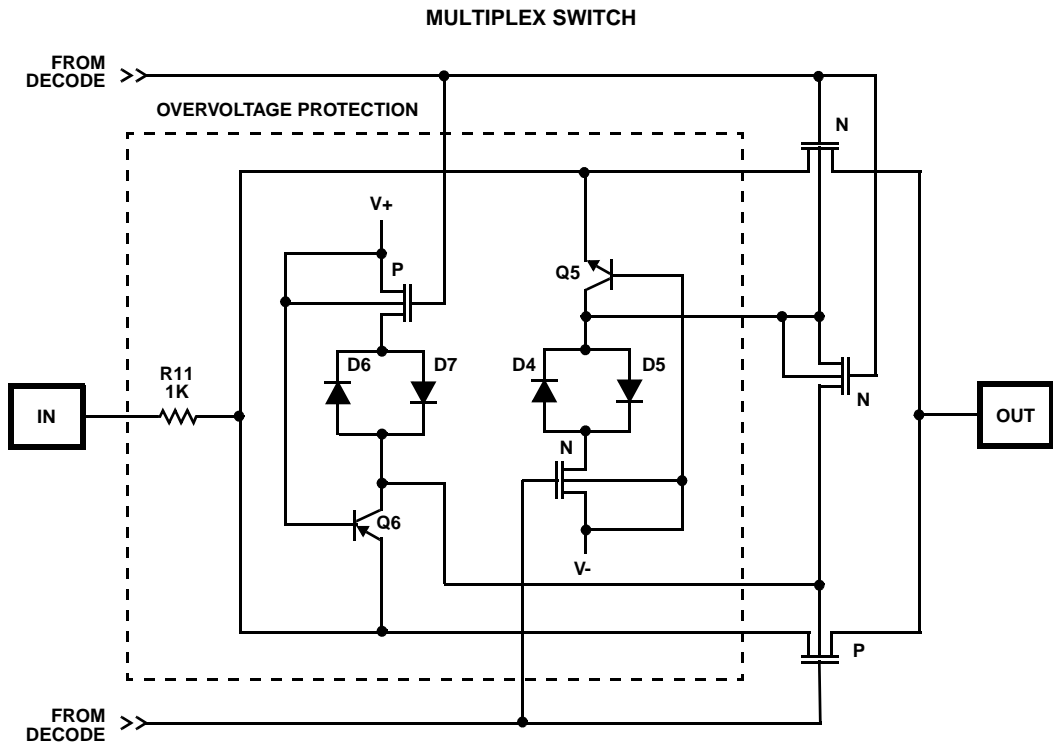 MULTIPLEX SWITCH
FROM
DECODE
OVERVOLTAGE PROTECTION
N
V+
P
Q5
D6
D7
D4
D5
R11
1K
IN
N
OUT
N
Q6
V-
P
FROM
DECODE